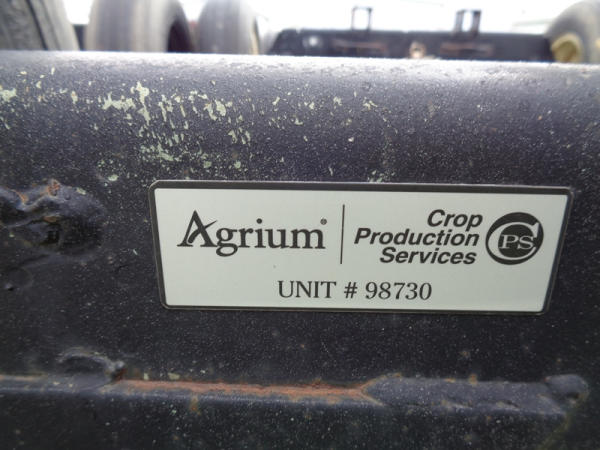 Agrium®
Crop
Production
Services
CPS
UNIT # 98730